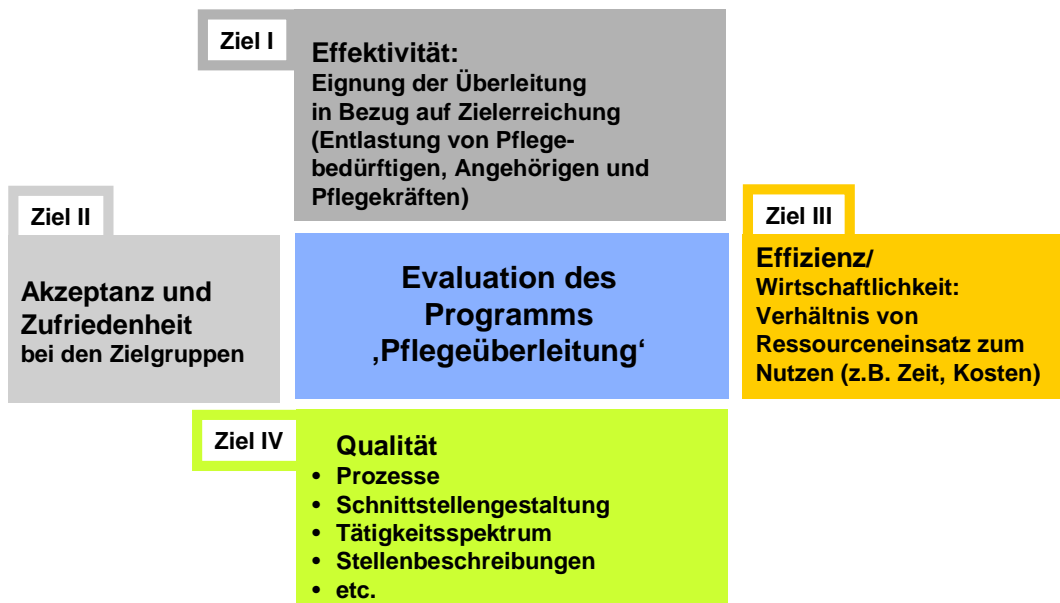 Ziel I
Effektivität:
Eignung der Überleitung
in Bezug auf Zielerreichung
(Entlastung von Pflege-
bedürftigen, Angehörigen und
Pflegekräften)
Ziel II
Akzeptanz und
Zufriedenheit
bei den Zielgruppen
Evaluation des
Programms
‚Pflegeüberleitung‘
Ziel III
Effizienz/
Wirtschaftlichkeit:
Verhältnis von
Ressourceneinsatz zum
Nutzen (z.B. Zeit, Kosten)
Ziel IV
Qualität
• Prozesse
• Schnittstellengestaltung
• Tätigkeitsspektrum
• Stellenbeschreibungen
• etc.